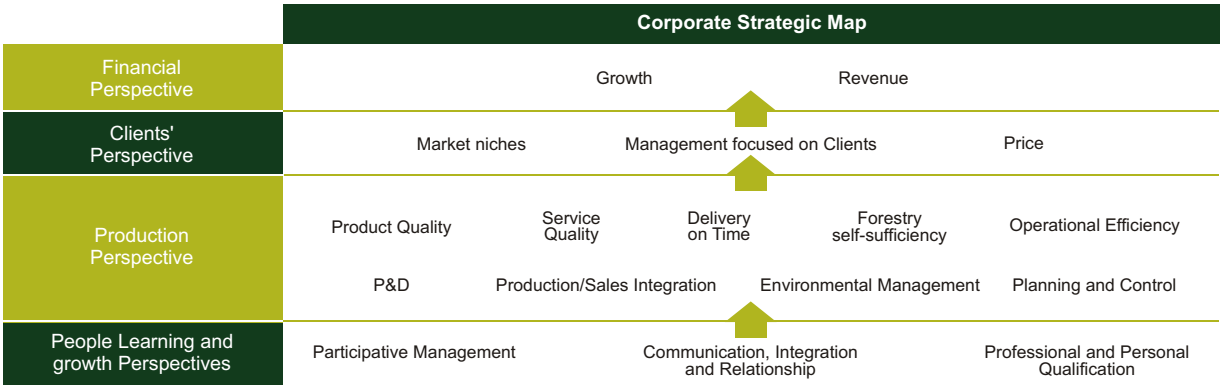 Corporate Strategic Map
Financial
Perspective
Growth
Revenue
Clients'
Perspective
Market niches
Management focused on Clients
Price
Production
Perspective
Product Quality
Service
Quality
Delivery
on Time
Forestry
self-sufficiency
Operational Efficiency
P&D
Production/Sales Integration
Environmental Management
Planning and Control
People Learning and
growth Perspectives
Participative Management
Communication, Integration
and Relationship
Professional and Personal
Qualification